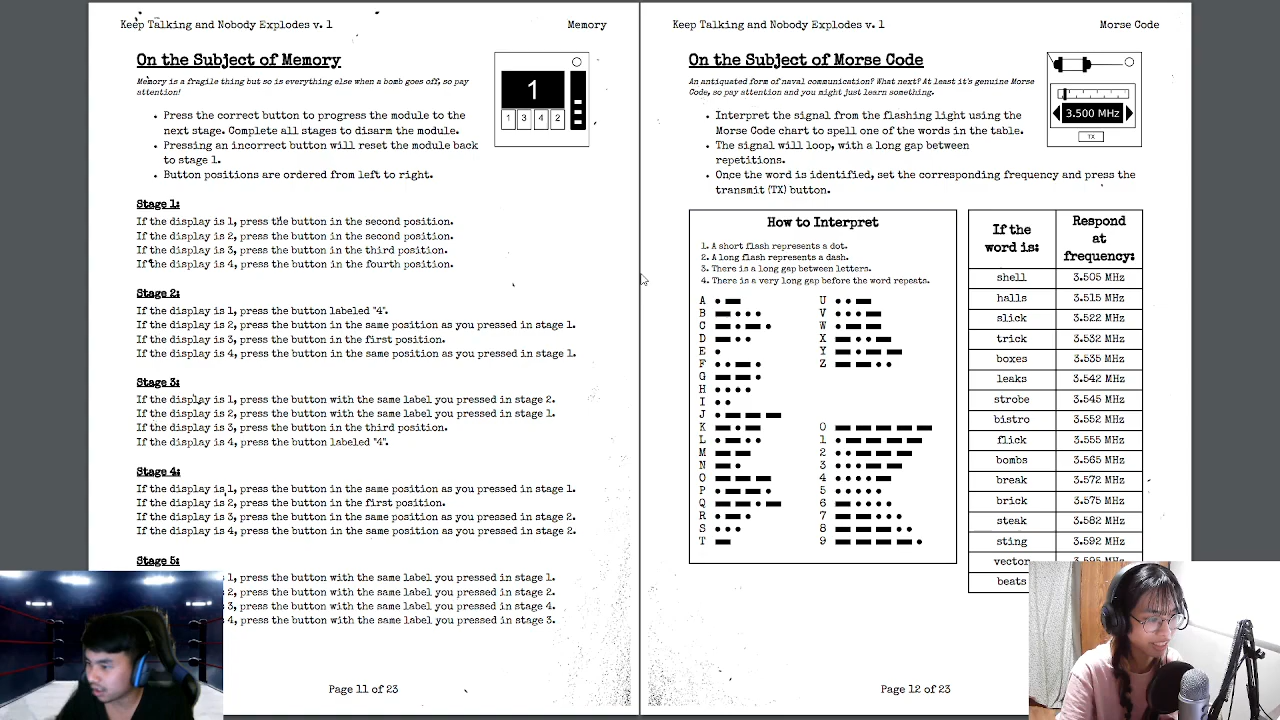 Keep Talking and Nobody Explodes v. 1
Memory
On the Subject of Memory
Memory is a fragile thing but so is everything else when a bomb goes off, so pay
attention!
1
1 3 4 2
• Press the correct button to progress the module to the
next stage. Complete all stages to disarm the module.
• Pressing an incorrect button will reset the module back
to stage 1.
• Button positions are ordered from left to right.
Stage 1:
If the display is 1, press the button in the second position.
If the display is 2, press the button in the second position.
If the display is 3, press the button in the third position.
If the display is 4, press the button in the fourth position.
Stage 2:
If the display is 1, press the button labeled "4".
If the display is 2, press the button in the same position as you pressed in stage 1.
If the display is 3, press the button in the first position.
If the display is 4, press the button in the same position as you pressed in stage 1.
Stage 3:
If the display is 1, press the button with the same label you pressed in stage 2.
If the display is 2, press the button with the same label you pressed in stage 1.
If the display is 3, press the button in the third position.
If the display is 4, press the button labeled "4".
Stage 4:
If the display is 1, press the button in the same position as you pressed in stage 1.
If the display is 2, press the button in the first position.
If the display is 3, press the button in the same position as you pressed in stage 2.
If the display is 4, press the button in the same position as you pressed in stage 2.
Stage 5:
1, press the button with the same label you pressed in stage 1.
2, press the button with the same label you pressed in stage 2.
3, press the button with the same label you pressed in stage 4.
4, press the button with the same label you pressed in stage 3.
Page 11 of 23
Keep Talking and Nobody Explodes v. 1
Morse Code
On the Subject of Morse Code
An antiquated form of naval communication? What next? At least it's genuine Morse
Code, so pay attention and you might just learn something.
3.500 MHz
TX
• Interpret the signal from the flashing light using the
Morse Code chart to spell one of the words in the table.
• The signal will loop, with a long gap between
repetitions.
• Once the word is identified, set the corresponding frequency and press the
transmit (TX) button.
How to Interpret
1. A short flash represents a dot.
2. A long flash represents a dash.
3. There is a long gap between letters.
4. There is a very long gap before the word repeats.
A
B
C
D
E
F
G
H
I
J
K
L
M
N
O
P
Q
R
S
T
U
V
W
X
Y
Z
0
1
2
3
4
5
6
7
8
9
If the word is: Respond at frequency:
shell 3.505 MHz
halls 3.515 MHz
slick 3.522 MHz
trick 3.532 MHz
boxes 3.535 MHz
leaks 3.542 MHz
strobe 3.545 MHz
bistro 3.552 MHz
flick 3.555 MHz
bombs 3.565 MHz
break 3.572 MHz
brick 3.575 MHz
steak 3.582 MHz
sting 3.592 MHz
vector 3.595 MHz
beats
Page 12 of 23